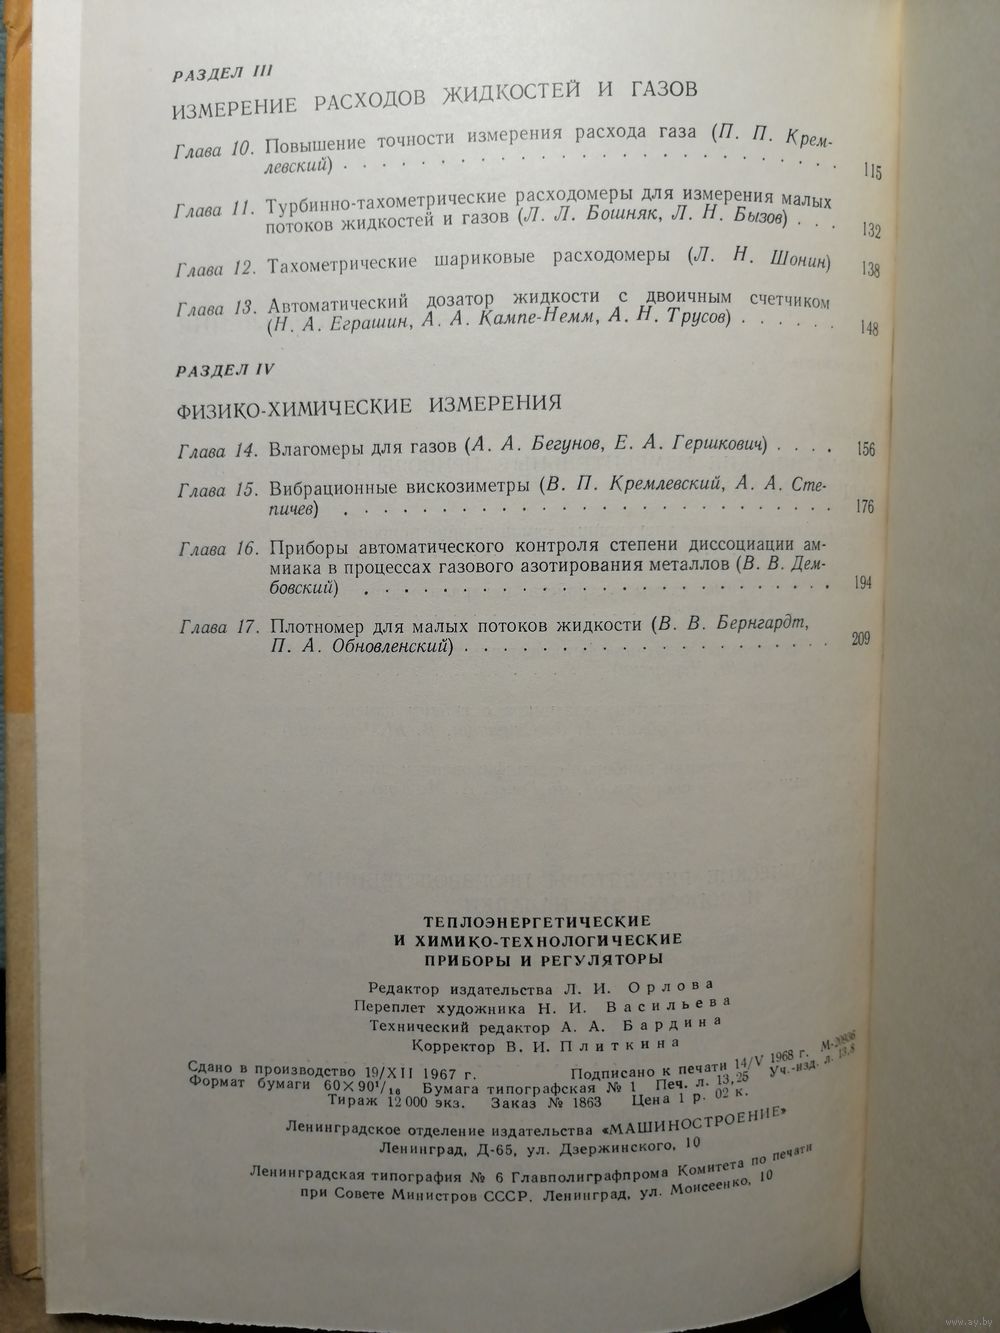 РАЗДЕЛ III
ИЗМЕРЕНИЕ РАСХОДОВ ЖИДКОСТЕЙ И ГАЗОВ
Глава 10. Повышение точности измерения расхода газа (П. П. Крем-
левский) . . . . . . . . . . . . . . . . . . . . . . . 115
Глава 11. Турбинно-тахометрические расходомеры для измерения малых
потоков жидкостей и газов (Л. Л. Бошняк, Л. Н. Бызов) . . . 132
Глава 12. Тахометрические шариковые расходомеры (Л. Н. Шонин) 138
Глава 13. Автоматический дозатор жидкости с двоичным счетчиком
(Н. А. Еграшин, А. А. Кампе-Немм, А. Н. Трусов) . . . . . . 148
РАЗДЕЛ IV
ФИЗИКО-ХИМИЧЕСКИЕ ИЗМЕРЕНИЯ
Глава 14. Влагомеры для газов (А. А. Бегунов, Е. А. Гершкович) . . . . 156
Глава 15. Вибрационные вискозиметры (В. П. Кремлевский, А. А. Сте-
пичев) . . . . . . . . . . . . . . . . . . . . . . . . 176
Глава 16. Приборы автоматического контроля степени диссоциации ам-
миака в процессах газового азотирования металлов (В. В. Дем-
бовский) . . . . . . . . . . . . . . . . . . . . . . . 194
Глава 17. Плотномер для малых потоков жидкости (В. В. Бернгардт,
П. А. Обновленский) . . . . . . . . . . . . . . . . . . 209
ТЕПЛОЭНЕРГЕТИЧЕСКИЕ
И ХИМИКО-ТЕХНОЛОГИЧЕСКИЕ
ПРИБОРЫ И РЕГУЛЯТОРЫ
Редактор издательства Л. И. Орлова
Переплет художника Н. И. Васильева
Технический редактор А. А. Бардина
Корректор В. И. Плиткина
Сдано в производство 19/XII 1967 г. Подписано к печати 14/V 1968 г.
Формат бумаги 60×90¹/₁₆ Бумага типографская № 1 Печ. л. 13,25 Уч.-изд. л. 13,8
Тираж 12 000 экз. Заказ № 1863 Цена 1 р. 02 к.
Ленинградское отделение издательства «МАШИНОСТРОЕНИЕ»
Ленинград, Д-65, ул. Дзержинского, 10
Ленинградская типография № 6 Главполиграфпрома Комитета по печати
при Совете Министров СССР. Ленинград, ул. Моисеенко, 10
www.ay.by